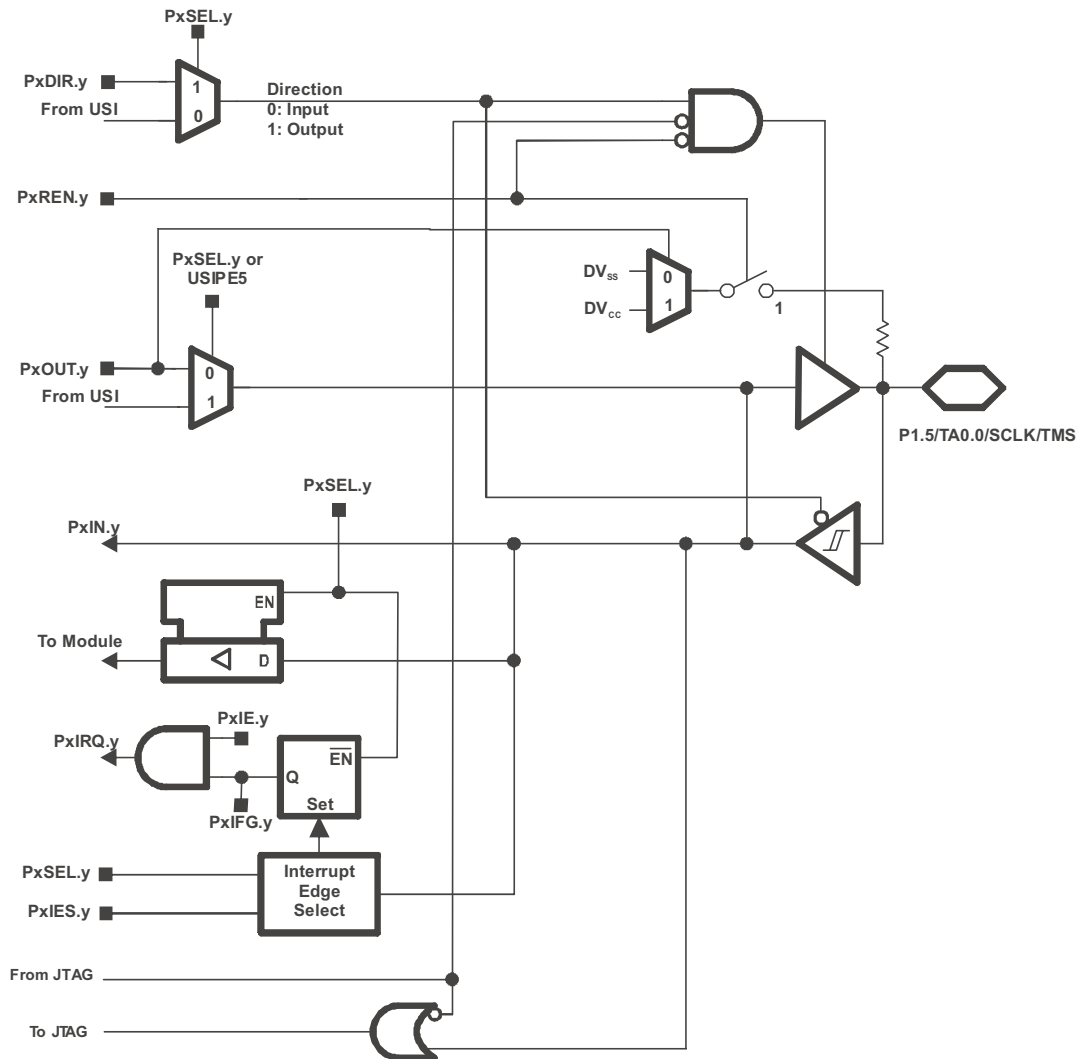 PxSEL.y
PxDIR.y
1
From USI
0
Direction
0: Input
1: Output
PxREN.y
PxSEL.y or
USIPE5
DVSS
0
DVCC
1
1
PxOUT.y
0
From USI
1
P1.5/TA0.0/SCLK/TMS
PxSEL.y
PxIN.y
EN
To Module
D
PxIE.y
PxIRQ.y
EN
Q
Set
PxIFG.y
PxSEL.y
Interrupt
Edge
Select
PxIES.y
From JTAG
To JTAG